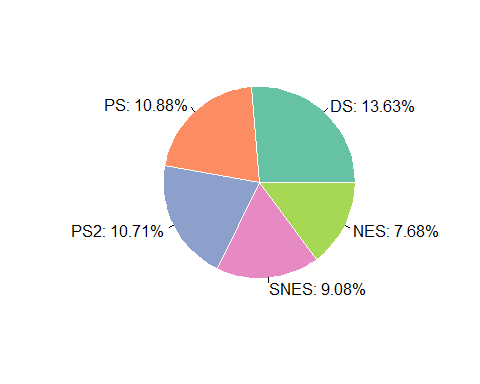 PS: 10.88%
DS: 13.63%
PS2: 10.71%
NES: 7.68%
SNES: 9.08%